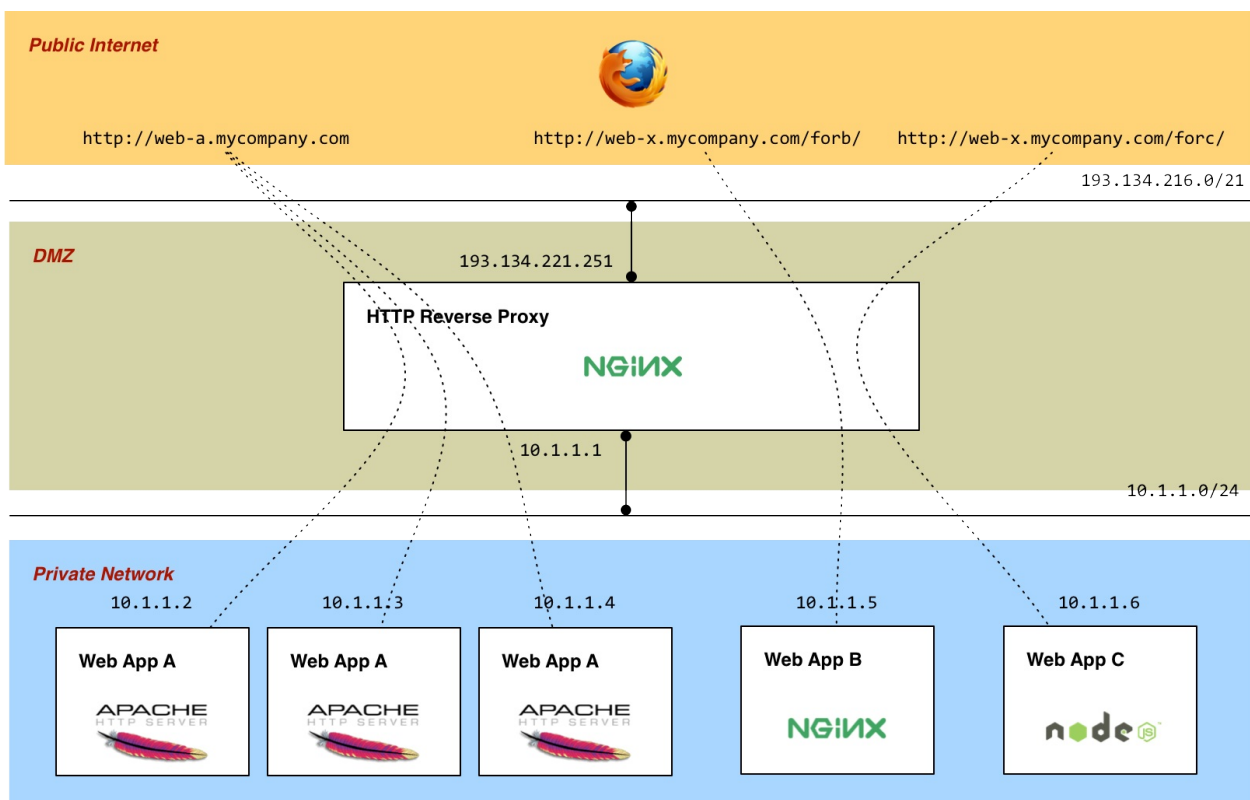 Public Internet
http://web-a.mycompany.com
http://web-x.mycompany.com/forb/
http://web-x.mycompany.com/forc/
193.134.216.0/21
DMZ
193.134.221.251
HTTP Reverse Proxy
NGiNX
10.1.1.1
10.1.1.0/24
Private Network
10.1.1.2
10.1.1.3
10.1.1.4
10.1.1.5
10.1.1.6
Web App A
APACHE
HTTP SERVER
Web App A
APACHE
HTTP SERVER
Web App A
APACHE
HTTP SERVER
Web App B
NGiNX
Web App C
node
JS
™